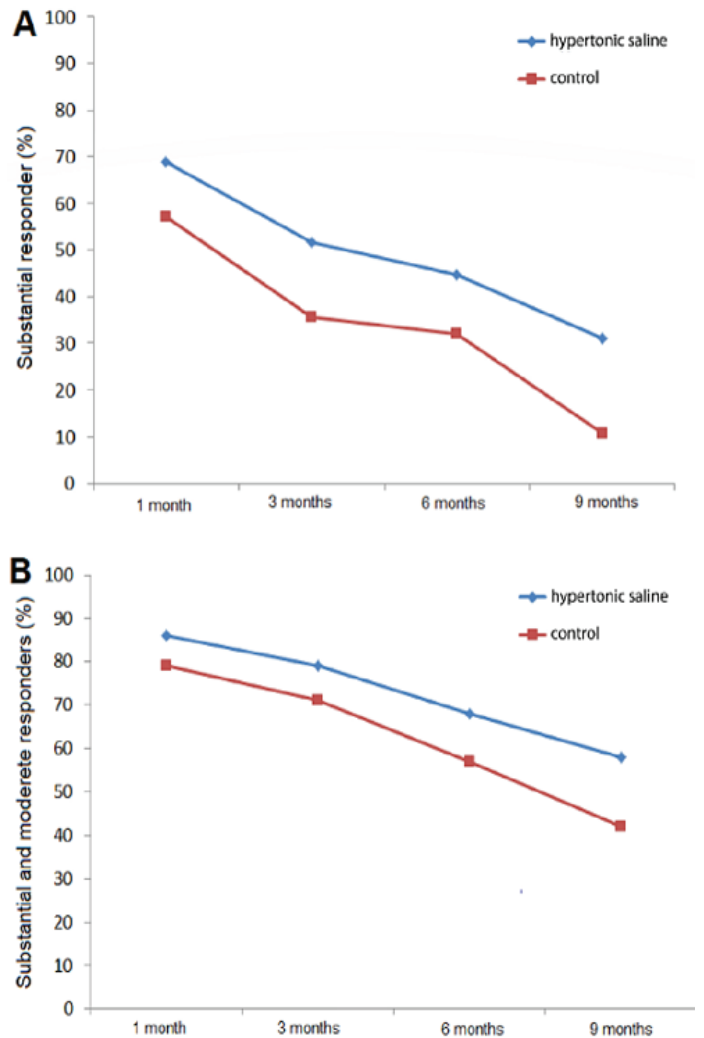 A
Substantial responder (%)
100
90
80
70
60
50
40
30
20
10
0
hypertonic saline
control
1 month 3 months 6 months 9 months
B
Substantial and moderete responders (%)
100
90
80
70
60
50
40
30
20
10
0
hypertonic saline
control
1 month 3 months 6 months 9 months